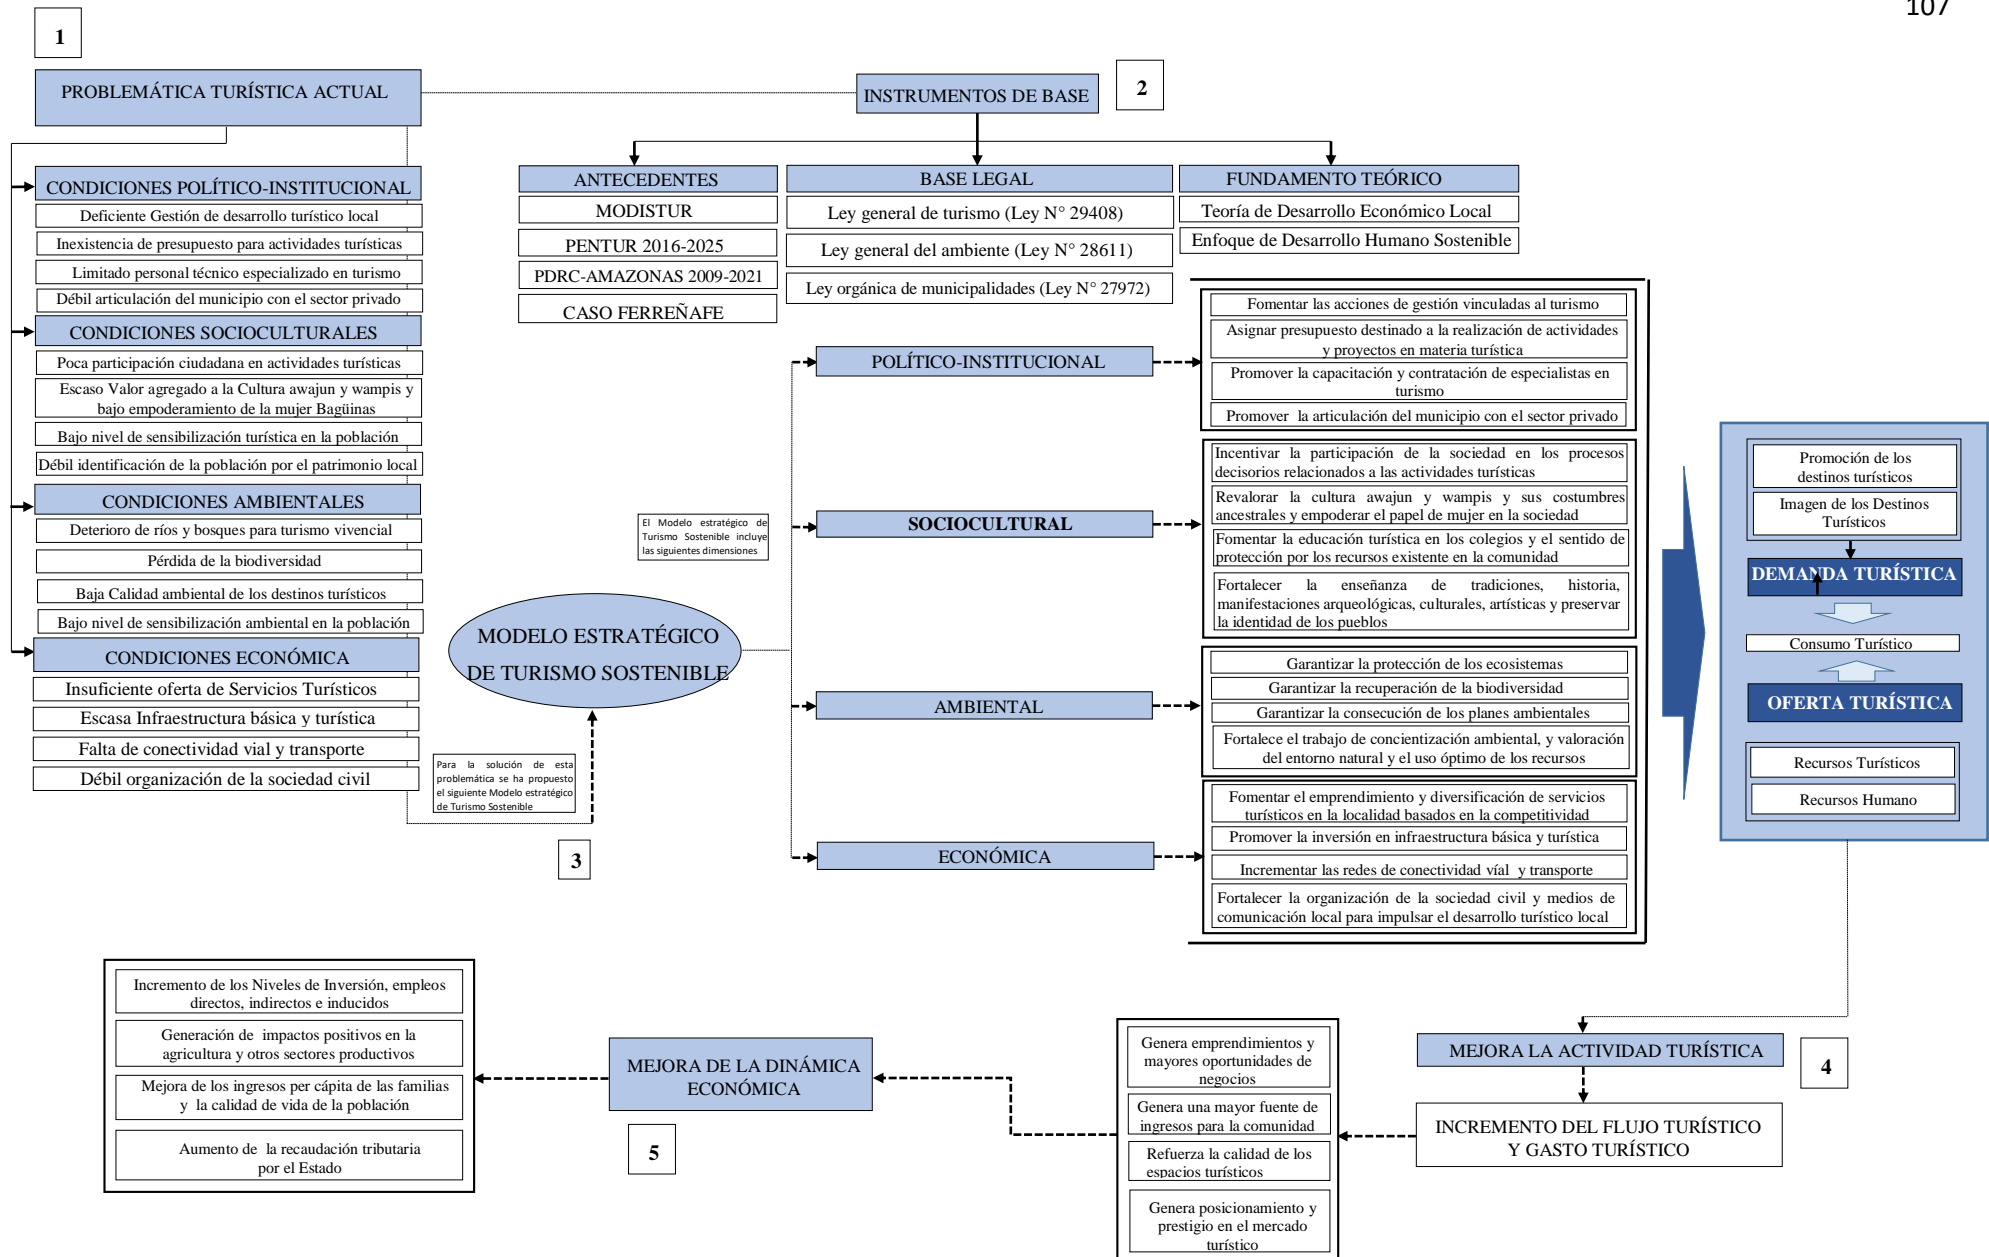 107
1
PROBLEMÁTICA TURÍSTICA ACTUAL
CONDICIONES POLÍTICO-INSTITUCIONAL
Deficiente Gestión de desarrollo turístico local
Inexistencia de presupuesto para actividades turísticas
Limitado personal técnico especializado en turismo
Débil articulación del municipio con el sector privado
CONDICIONES SOCIOCULTURALES
Poca participación ciudadana en actividades turísticas
Escaso Valor agregado a la Cultura awajun y wampis y
bajo empoderamiento de la mujer Bagüinas
Bajo nivel de sensibilización turística en la población
Débil identificación de la población por el patrimonio local
CONDICIONES AMBIENTALES
Deterioro de ríos y bosques para turismo vivencial
Pérdida de la biodiversidad
Baja Calidad ambiental de los destinos turísticos
Bajo nivel de sensibilización ambiental en la población
CONDICIONES ECONÓMICA
Insuficiente oferta de Servicios Turísticos
Escasa Infraestructura básica y turística
Falta de conectividad vial y transporte
Débil organización de la sociedad civil
INSTRUMENTOS DE BASE
2
ANTECEDENTES
MODISTUR
PENTUR 2016-2025
PDRC-AMAZONAS 2009-2021
CASO FERREÑAFE
BASE LEGAL
Ley general de turismo (Ley N° 29408)
Ley general del ambiente (Ley N° 28611)
Ley orgánica de municipalidades (Ley N° 27972)
FUNDAMENTO TEÓRICO
Teoría de Desarrollo Económico Local
Enfoque de Desarrollo Humano Sostenible
Para la solución de esta
problemática se ha propuesto
el siguiente Modelo estratégico
de Turismo Sostenible
3
MODELO ESTRATÉGICO
DE TURISMO SOSTENIBLE
El Modelo estratégico de
Turismo Sostenible incluye
las siguientes dimensiones
POLÍTICO-INSTITUCIONAL
Fomentar las acciones de gestión vinculadas al turismo
Asignar presupuesto destinado a la realización de actividades
y proyectos en materia turística
Promover la capacitación y contratación de especialistas en
turismo
Promover la articulación del municipio con el sector privado
SOCIOCULTURAL
Incentivar la participación de la sociedad en los procesos
decisorios relacionados a las actividades turísticas
Revalorar la cultura awajun y wampis y sus costumbres
ancestrales y empoderar el papel de mujer en la sociedad
Fomentar la educación turística en los colegios y el sentido de
protección por los recursos existente en la comunidad
Fortalecer la enseñanza de tradiciones, historia,
manifestaciones arqueológicas, culturales, artísticas y preservar
la identidad de los pueblos
AMBIENTAL
Garantizar la protección de los ecosistemas
Garantizar la recuperación de la biodiversidad
Garantizar la consecución de los planes ambientales
Fortalece el trabajo de concientización ambiental, y valoración
del entorno natural y el uso óptimo de los recursos
ECONÓMICA
Fomentar el emprendimiento y diversificación de servicios
turísticos en la localidad basados en la competitividad
Promover la inversión en infraestructura básica y turística
Incrementar las redes de conectividad víal y transporte
Fortalecer la organización de la sociedad civil y medios de
comunicación local para impulsar el desarrollo turístico local
Promoción de los
destinos turísticos
Imagen de los Destinos
Turísticos
DEMANDA TURÍSTICA
Consumo Turístico
OFERTA TURÍSTICA
Recursos Turísticos
Recursos Humano
MEJORA LA ACTIVIDAD TURÍSTICA
4
INCREMENTO DEL FLUJO TURÍSTICO
Y GASTO TURÍSTICO
Genera emprendimientos y
mayores oportunidades de
negocios
Genera una mayor fuente de
ingresos para la comunidad
Refuerza la calidad de los
espacios turísticos
Genera posicionamiento y
prestigio en el mercado
turístico
MEJORA DE LA DINÁMICA
ECONÓMICA
5
Incremento de los Niveles de Inversión, empleos
directos, indirectos e inducidos
Generación de impactos positivos en la
agricultura y otros sectores productivos
Mejora de los ingresos per cápita de las familias
y la calidad de vida de la población
Aumento de la recaudación tributaria
por el Estado